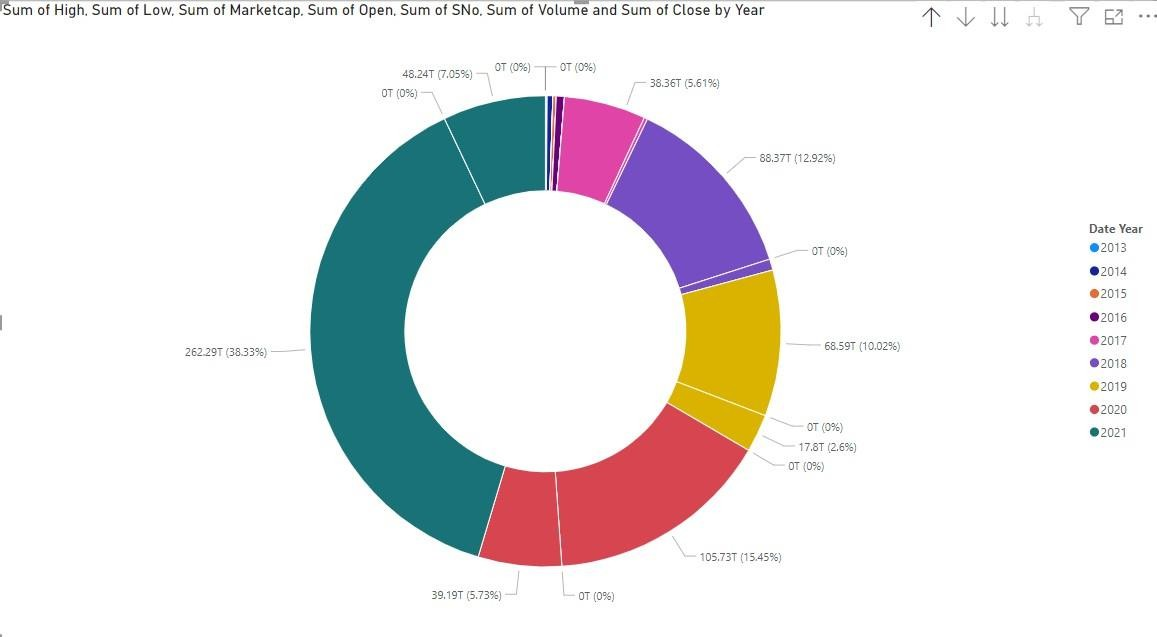 Sum of High, Sum of Low, Sum of Marketcap, Sum of Open, Sum of SNo, Sum of Volume and Sum of Close by Year
0T (0%)
0T (0%)
48.24T (7.05%)
38.36T (5.61%)
0T (0%)
88.37T (12.92%)
0T (0%)
262.29T (38.33%)
68.59T (10.02%)
0T (0%)
17.8T (2.6%)
0T (0%)
105.73T (15.45%)
39.19T (5.73%)
0T (0%)
Date Year
2013
2014
2015
2016
2017
2018
2019
2020
2021